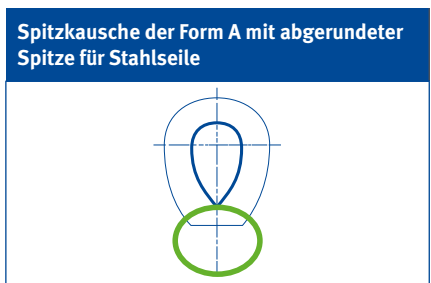 Spitzkausche der Form A mit abgerundeter
Spitze für Stahlseile